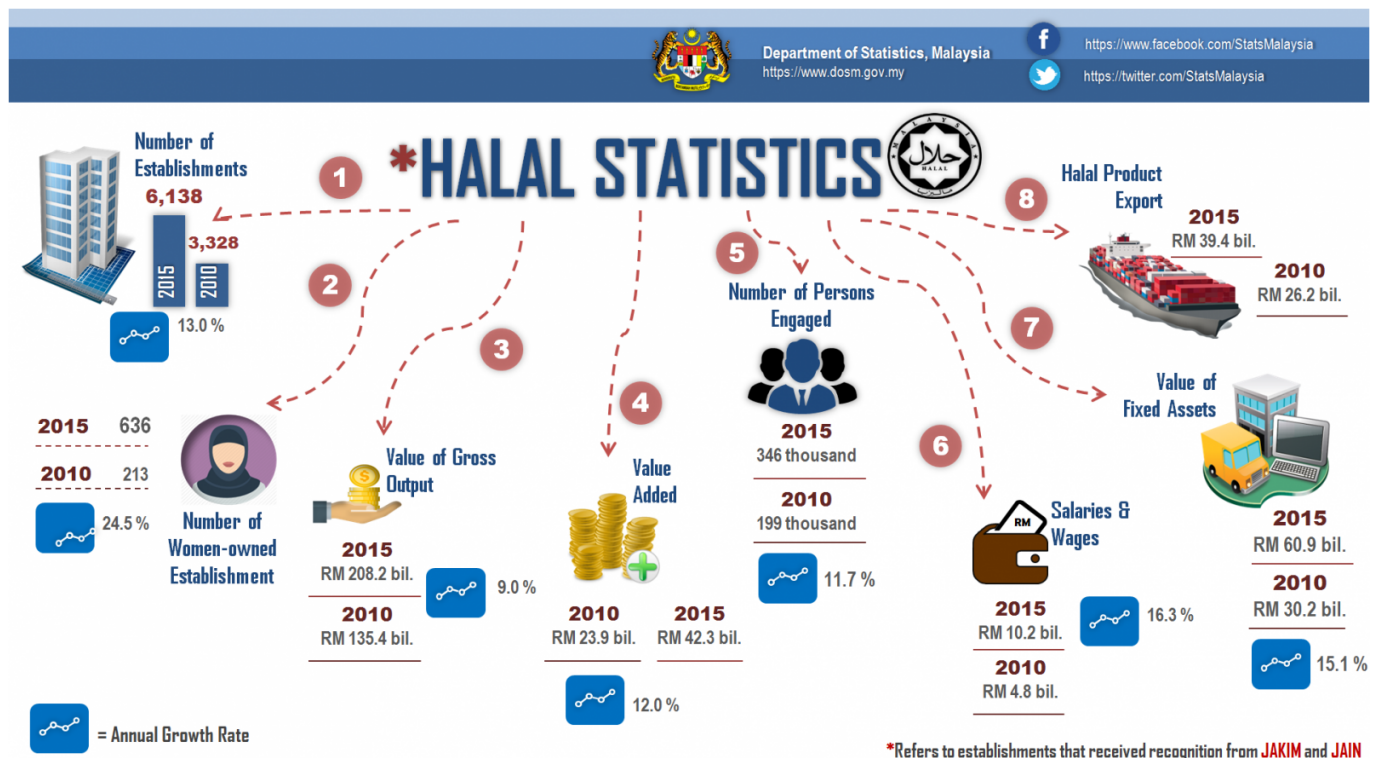 Department of Statistics, Malaysia
https://www.dosm.gov.my
https://www.facebook.com/StatsMalaysia
https://twitter.com/StatsMalaysia
*HALAL STATISTICS
MALAYSIA
حلال
HALAL
ماليسيا
1
Number of
Establishments
6,138
3,328
2015
2010
13.0 %
2
2015 636
2010 213
24.5 %
Number of
Women-owned
Establishment
3
Value of Gross
Output
2015
RM 208.2 bil.
2010
RM 135.4 bil.
9.0 %
4
Value
Added
2010
RM 23.9 bil.
2015
RM 42.3 bil.
12.0 %
5
Number of Persons
Engaged
2015
346 thousand
2010
199 thousand
11.7 %
6
RM
Salaries &
Wages
2015
RM 10.2 bil.
2010
RM 4.8 bil.
16.3 %
7
Value of
Fixed Assets
2015
RM 60.9 bil.
2010
RM 30.2 bil.
15.1 %
8
Halal Product
Export
2015
RM 39.4 bil.
2010
RM 26.2 bil.
= Annual Growth Rate
*Refers to establishments that received recognition from JAKIM and JAIN